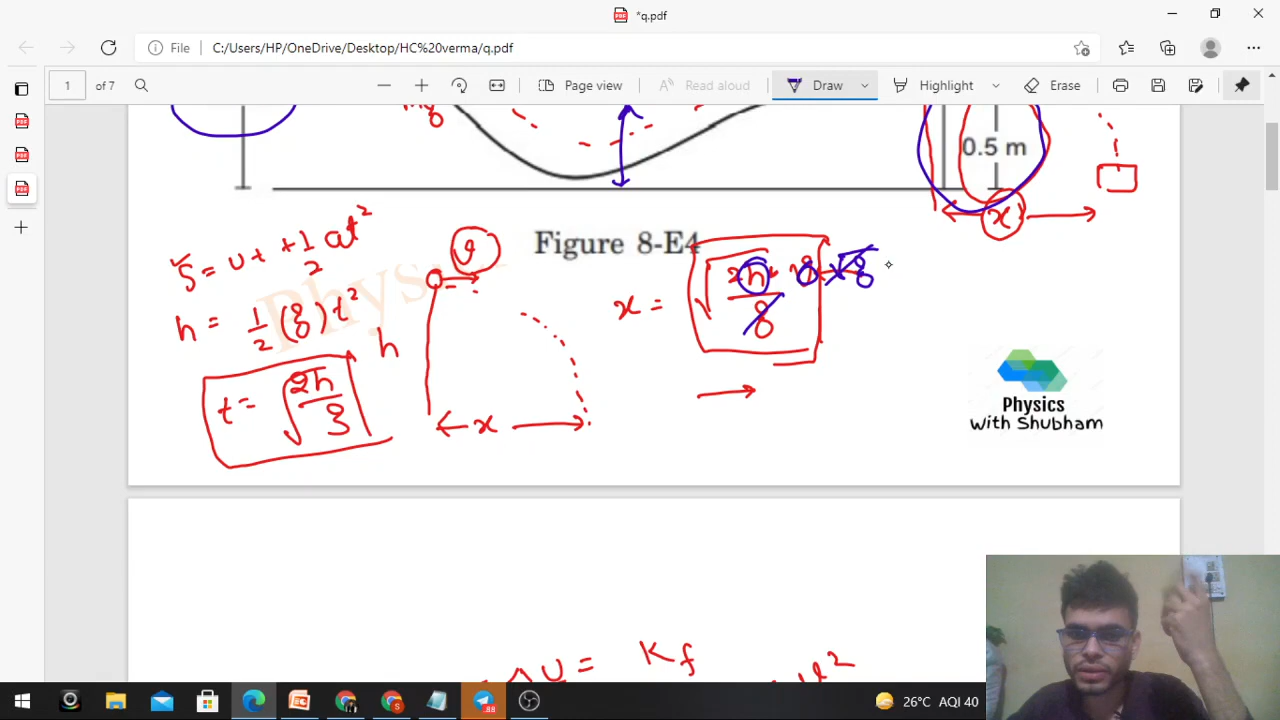 *q.pdf
File C:/Users/HP/OneDrive/Desktop/HC%20verma/q.pdf
1 of 7 Page view Read aloud Draw Highlight Erase
mg
0.5 m
x
Figure 8-E4
S = ut + 1/2 at²
h = 1/2 (g) t²
t = √(2h/g)
h
x
x =
Physics
with Shubham
ΔU = Kf
26°C AQI 40